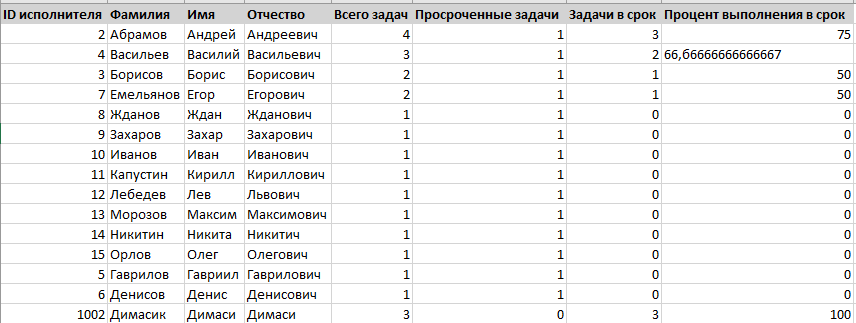 ID исполнителя Фамилия Имя Отчество Всего задач Просроченные задачи Задачи в срок Процент выполнения в срок
2 Абрамов Андрей Андреевич 4 1 3 75
4 Васильев Василий Васильевич 3 1 2 66,66666666666667
3 Борисов Борис Борисович 2 1 1 50
7 Емельянов Егор Егорович 2 1 1 50
8 Жданов Ждан Жданович 1 1 0 0
9 Захаров Захар Захарович 1 1 0 0
10 Иванов Иван Иванович 1 1 0 0
11 Капустин Кирилл Кириллович 1 1 0 0
12 Лебедев Лев Львович 1 1 0 0
13 Морозов Максим Максимович 1 1 0 0
14 Никитин Никита Никитич 1 1 0 0
15 Орлов Олег Олегович 1 1 0 0
5 Гаврилов Гавриил Гаврилович 1 1 0 0
6 Денисов Денис Денисович 1 1 0 0
1002 Димасик Димаси Димаси 3 0 3 100